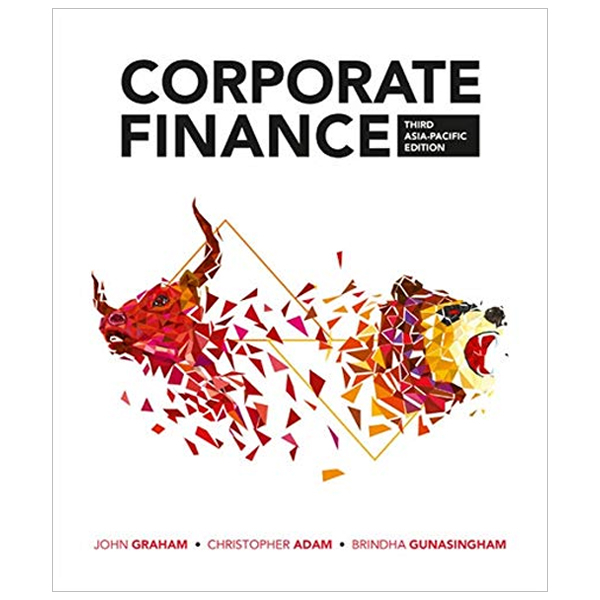 CORPORATE
FINANCE
THIRD
ASIA-PACIFIC
EDITION
JOHN GRAHAM • CHRISTOPHER ADAM • BRINDHA GUNASINGHAM